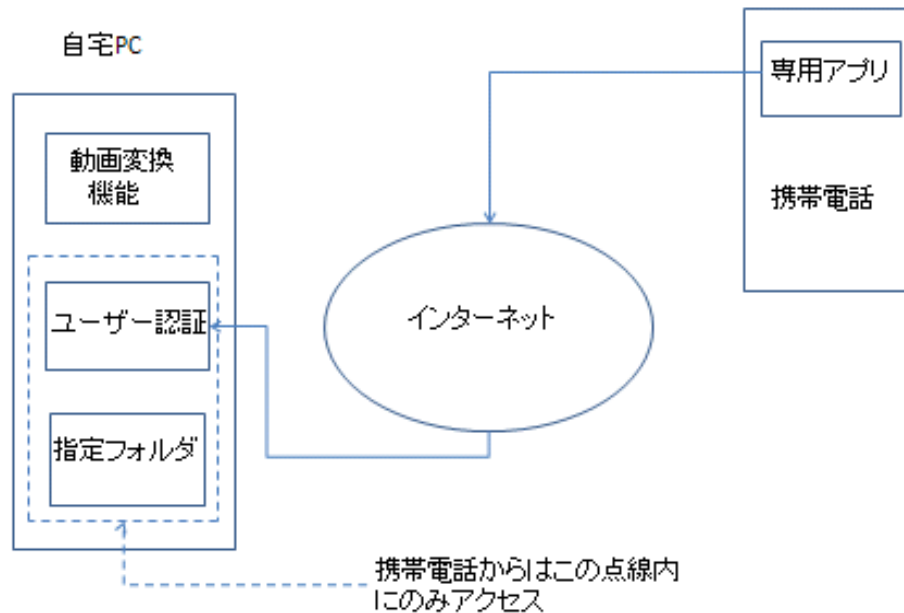 自宅PC
動画変換
機能
ユーザー認証
指定フォルダ
インターネット
専用アプリ
携帯電話
携帯電話からはこの点線内
にのみアクセス